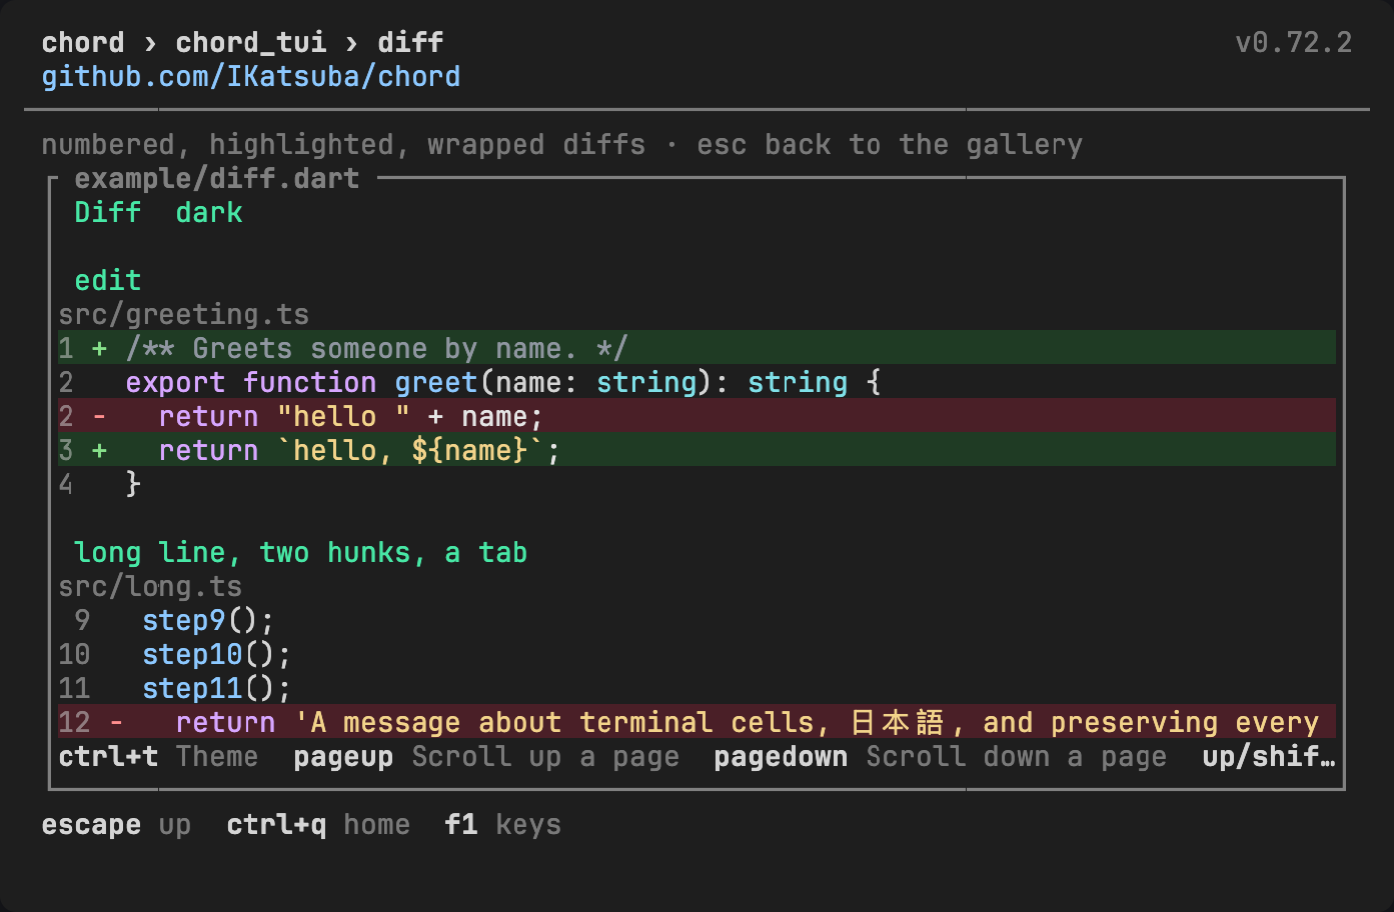 chord › chord_tui › diff v0.72.2
github.com/IKatsuba/chord
numbered, highlighted, wrapped diffs · esc back to the gallery
example/diff.dart
Diff dark
edit
src/greeting.ts
1 + /** Greets someone by name. */
2   export function greet(name: string): string {
2 -   return "hello " + name;
3 +   return `hello, ${name}`;
4   }
long line, two hunks, a tab
src/long.ts
 9   step9();
10   step10();
11   step11();
12 -   return 'A message about terminal cells, 日本語, and preserving every
ctrl+t Theme  pageup Scroll up a page  pagedown Scroll down a page  up/shif…
escape up  ctrl+q home  f1 keys